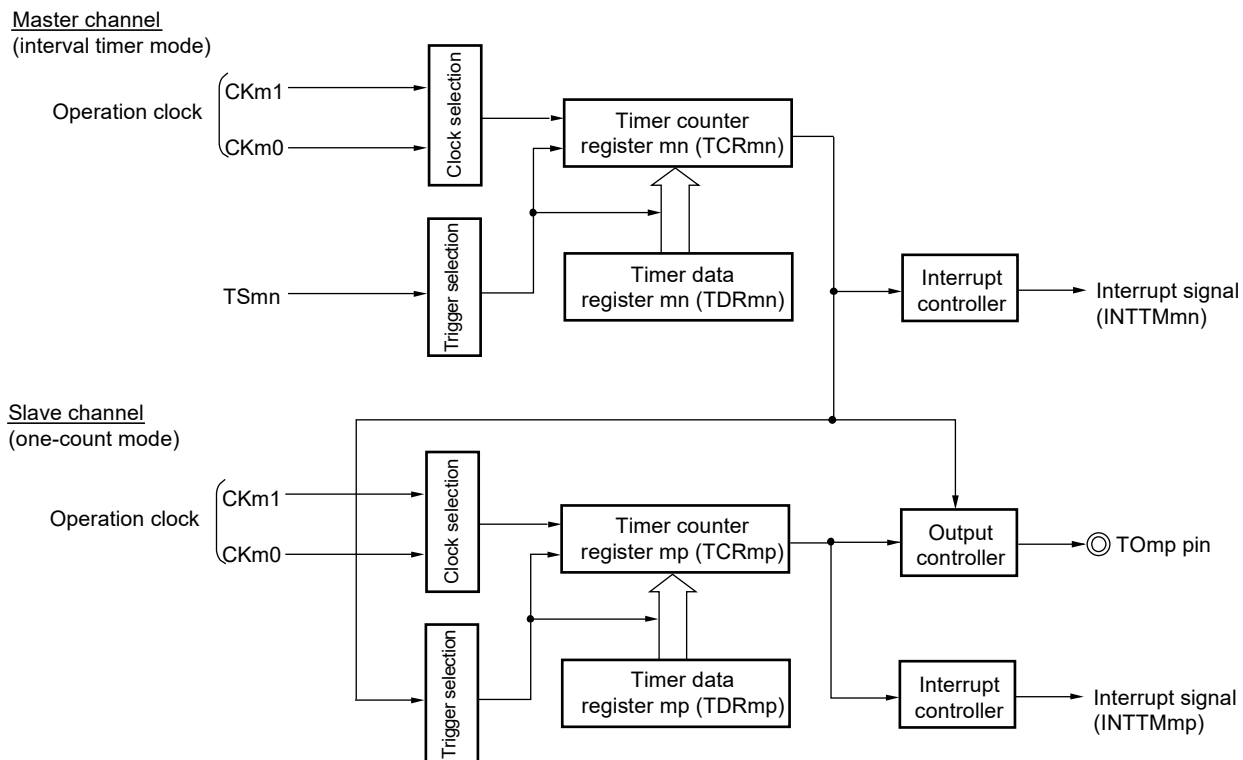 Master channel
(interval timer mode)
Operation clock
CKm1
CKm0
Clock selection
Timer counter
register mn (TCRmn)
TSmn
Trigger selection
Timer data
register mn (TDRmn)
Interrupt
controller
Interrupt signal
(INTTMmn)
Slave channel
(one-count mode)
Operation clock
CKm1
CKm0
Clock selection
Timer counter
register mp (TCRmp)
Output
controller
TOmp pin
Trigger selection
Timer data
register mp (TDRmp)
Interrupt
controller
Interrupt signal
(INTTMmp)